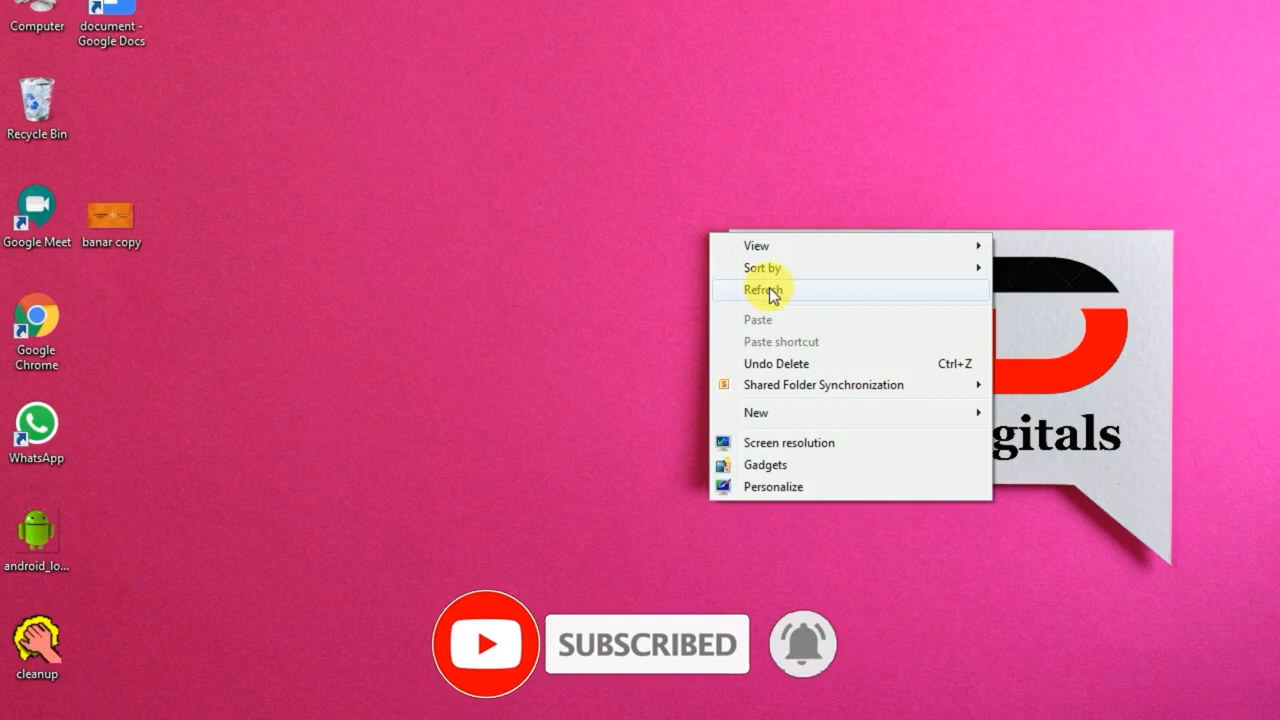 Computer
document -
Google Docs
Recycle Bin
Google Meet
banar copy
Google
Chrome
WhatsApp
android_lo...
cleanup
View
Sort by
Refresh
Paste
Paste shortcut
Undo Delete Ctrl+Z
Shared Folder Synchronization
New
Screen resolution
Gadgets
Personalize
gitals
SUBSCRIBED